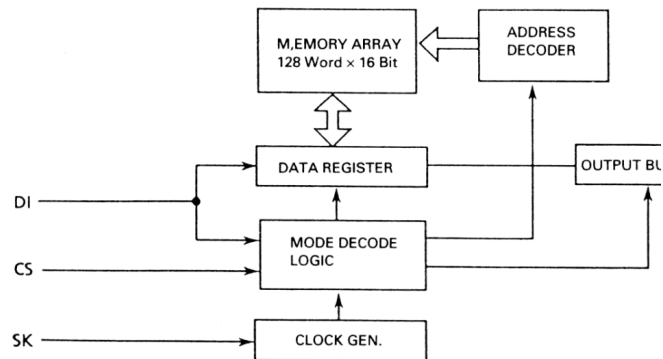 M,EMORY ARRAY
128 Word × 16 Bit
ADDRESS
DECODER
DATA REGISTER
OUTPUT BU
DI
MODE DECODE
LOGIC
CS
SK
CLOCK GEN.